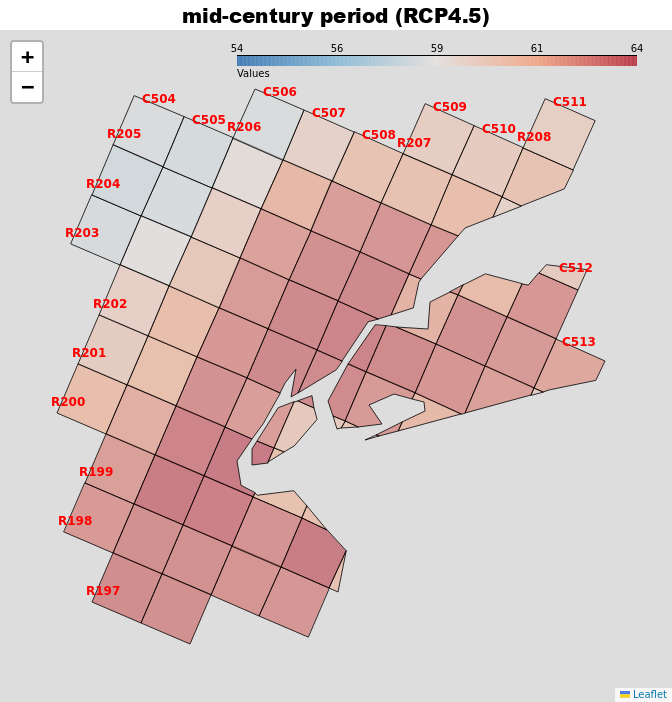 mid-century period (RCP4.5)
+
−
54 56 59 61 64
Values
C504
C505
C506
C507
C508
C509
C510
C511
R205
R206
R207
R208
R204
R203
C512
R202
C513
R201
R200
R199
R198
R197
Leaflet